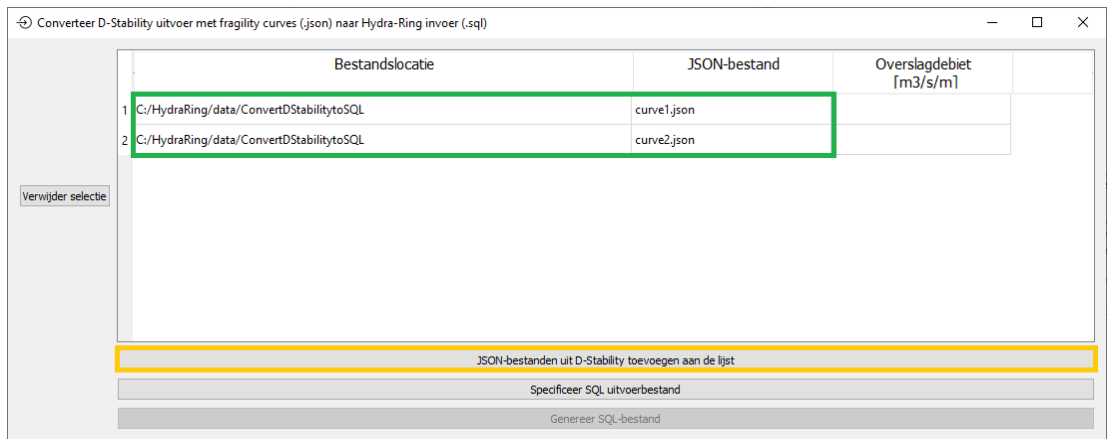 Converteer D-Stability uitvoer met fragility curves (.json) naar Hydra-Ring invoer (.sql)
Bestandslocatie JSON-bestand Overslagdebiet
[m3/s/m]
1 C:/HydraRing/data/ConvertDStabilitytoSQL curve1.json
2 C:/HydraRing/data/ConvertDStabilitytoSQL curve2.json
Verwijder selectie
JSON-bestanden uit D-Stability toevoegen aan de lijst
Specificeer SQL uitvoerbestand
Genereer SQL-bestand